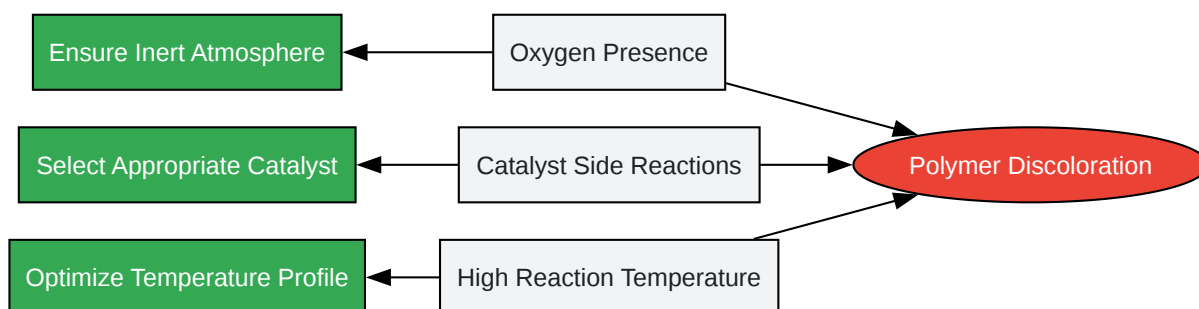 Ensure Inert Atmosphere
Oxygen Presence
Select Appropriate Catalyst
Catalyst Side Reactions
Polymer Discoloration
Optimize Temperature Profile
High Reaction Temperature